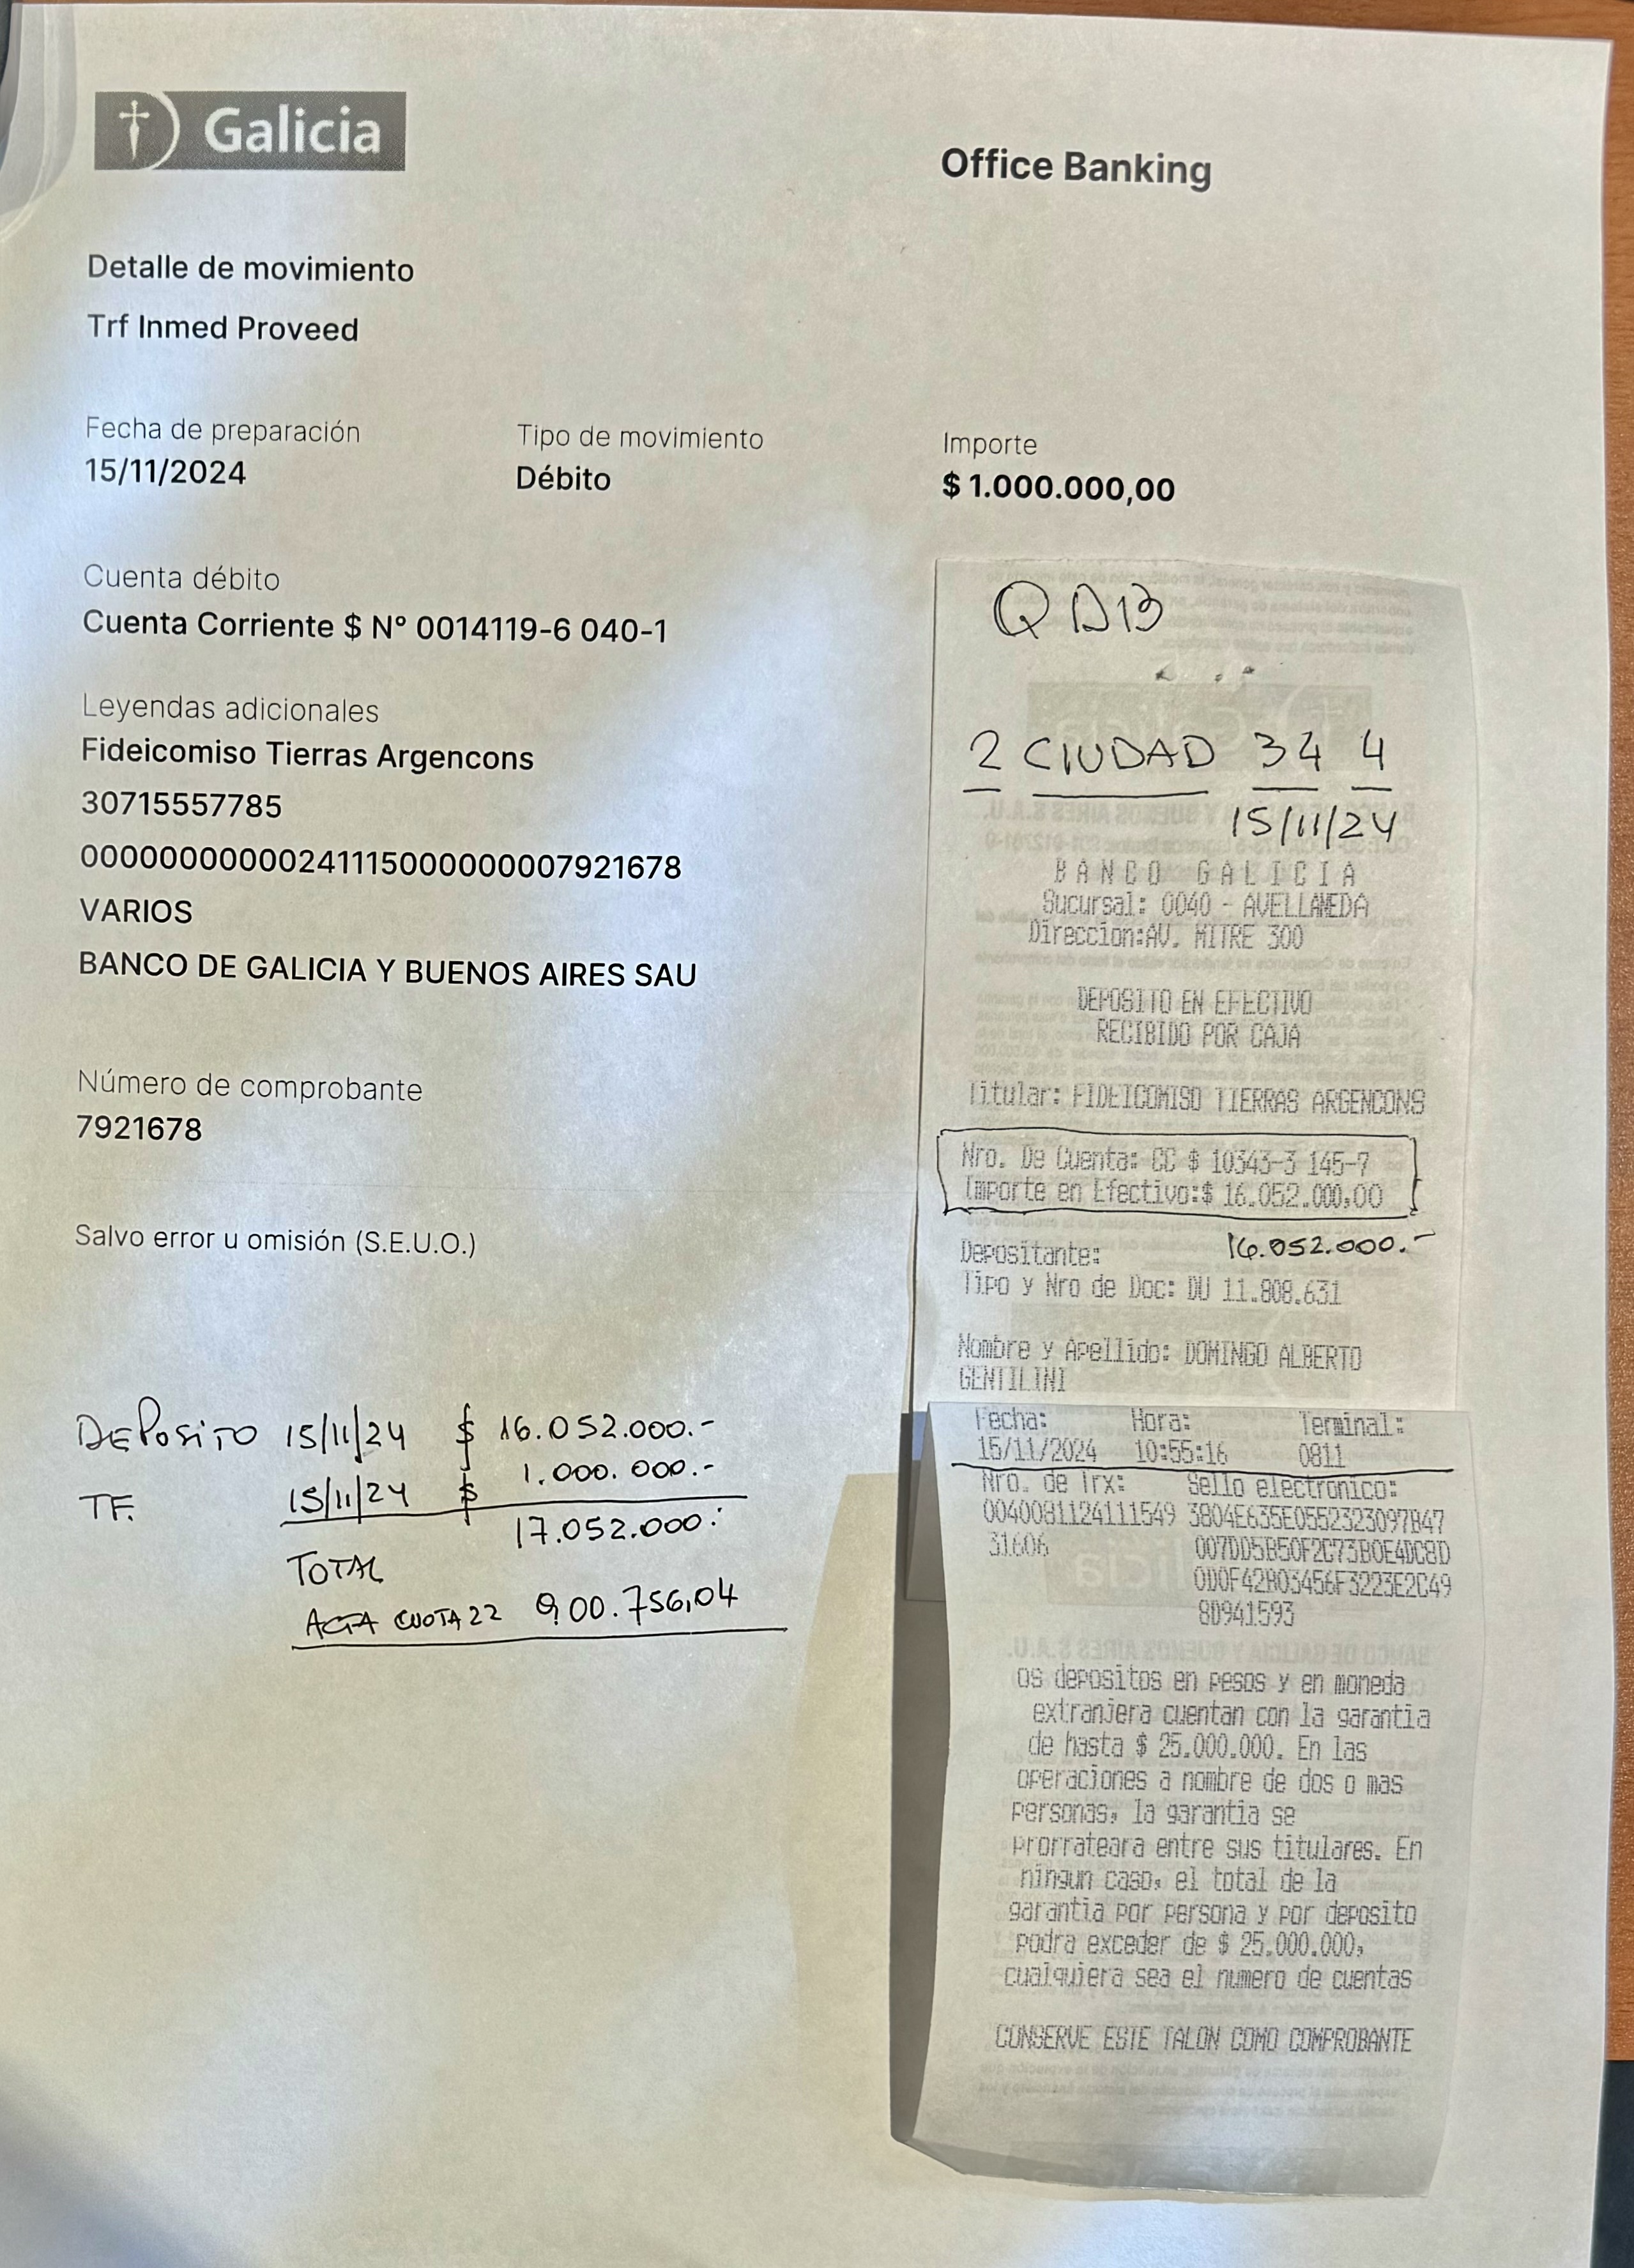 Galicia
Office Banking
Detalle de movimiento
Trf Inmed Proveed
Fecha de preparación
15/11/2024
Tipo de movimiento
Débito
Importe
$ 1.000.000,00
Cuenta débito
Cuenta Corriente $ Nº 0014119-6 040-1
Leyendas adicionales
Fideicomiso Tierras Argencons
30715557785
00000000000241115000000007921678
VARIOS
BANCO DE GALICIA Y BUENOS AIRES SAU
Número de comprobante
7921678
Salvo error u omisión (S.E.U.O.)
DEPOSITO 15/11/24 $ 16.052.000.-
TF. 15/11/24 $ 1.000.000.-
TOTAL 17.052.000.-
CUOTA 22 900.756,04
2 CIUDAD 34 4
15/11/24
BANCO GALICIA
Sucursal: 0040 - AVELLANEDA
Direccion:AV. MITRE 300
DEPOSITO EN EFECTIVO
RECIBIDO POR CAJA
Titular: FIDEICOMISO TIERRAS ARGENCONS
Nro. De Cuenta: CC $ 10343-3 145-7
Importe en Efectivo:$ 16.052.000,00
16.052.000.-
Depositante:
Tipo y Nro de Doc: DU 11.808.631
Nombre y Apellido: DOMINGO ALBERTO
GENTILINI
Fecha: Hora: Terminal:
15/11/2024 10:55:16 0811
Nro. de Trx: Sello electronico:
0040081124111549 3804E635E0552323097B47
31606 007DD5B50F2C73B0E4DC8D
0D0F42B03456F3223E2C49
8D941593
os depositos en pesos y en moneda
extranjera cuentan con la garantia
de hasta $ 25.000.000. En las
operaciones a nombre de dos o mas
personas, la garantia se
prorrateara entre sus titulares. En
ningun caso, el total de la
garantia por persona y por deposito
podra exceder de $ 25.000.000,
cualquiera sea el numero de cuentas
CONSERVE ESTE TALON COMO COMPROBANTE